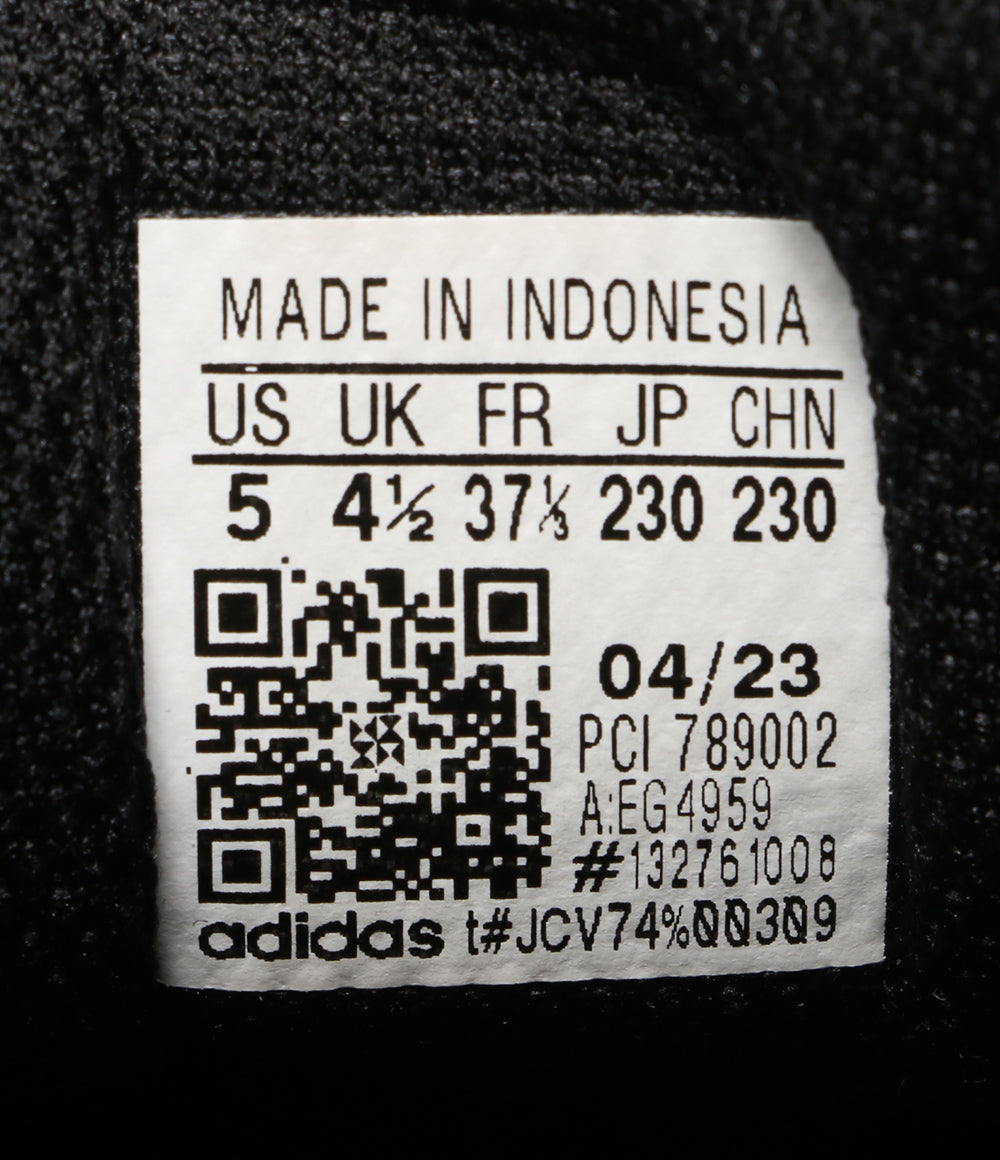 MADE IN INDONESIA
US UK FR JP CHN
5 4½ 37⅓ 230 230
04/23
PCI 789002
A:EG4959
#132761008
adidas t#JCV74%00309